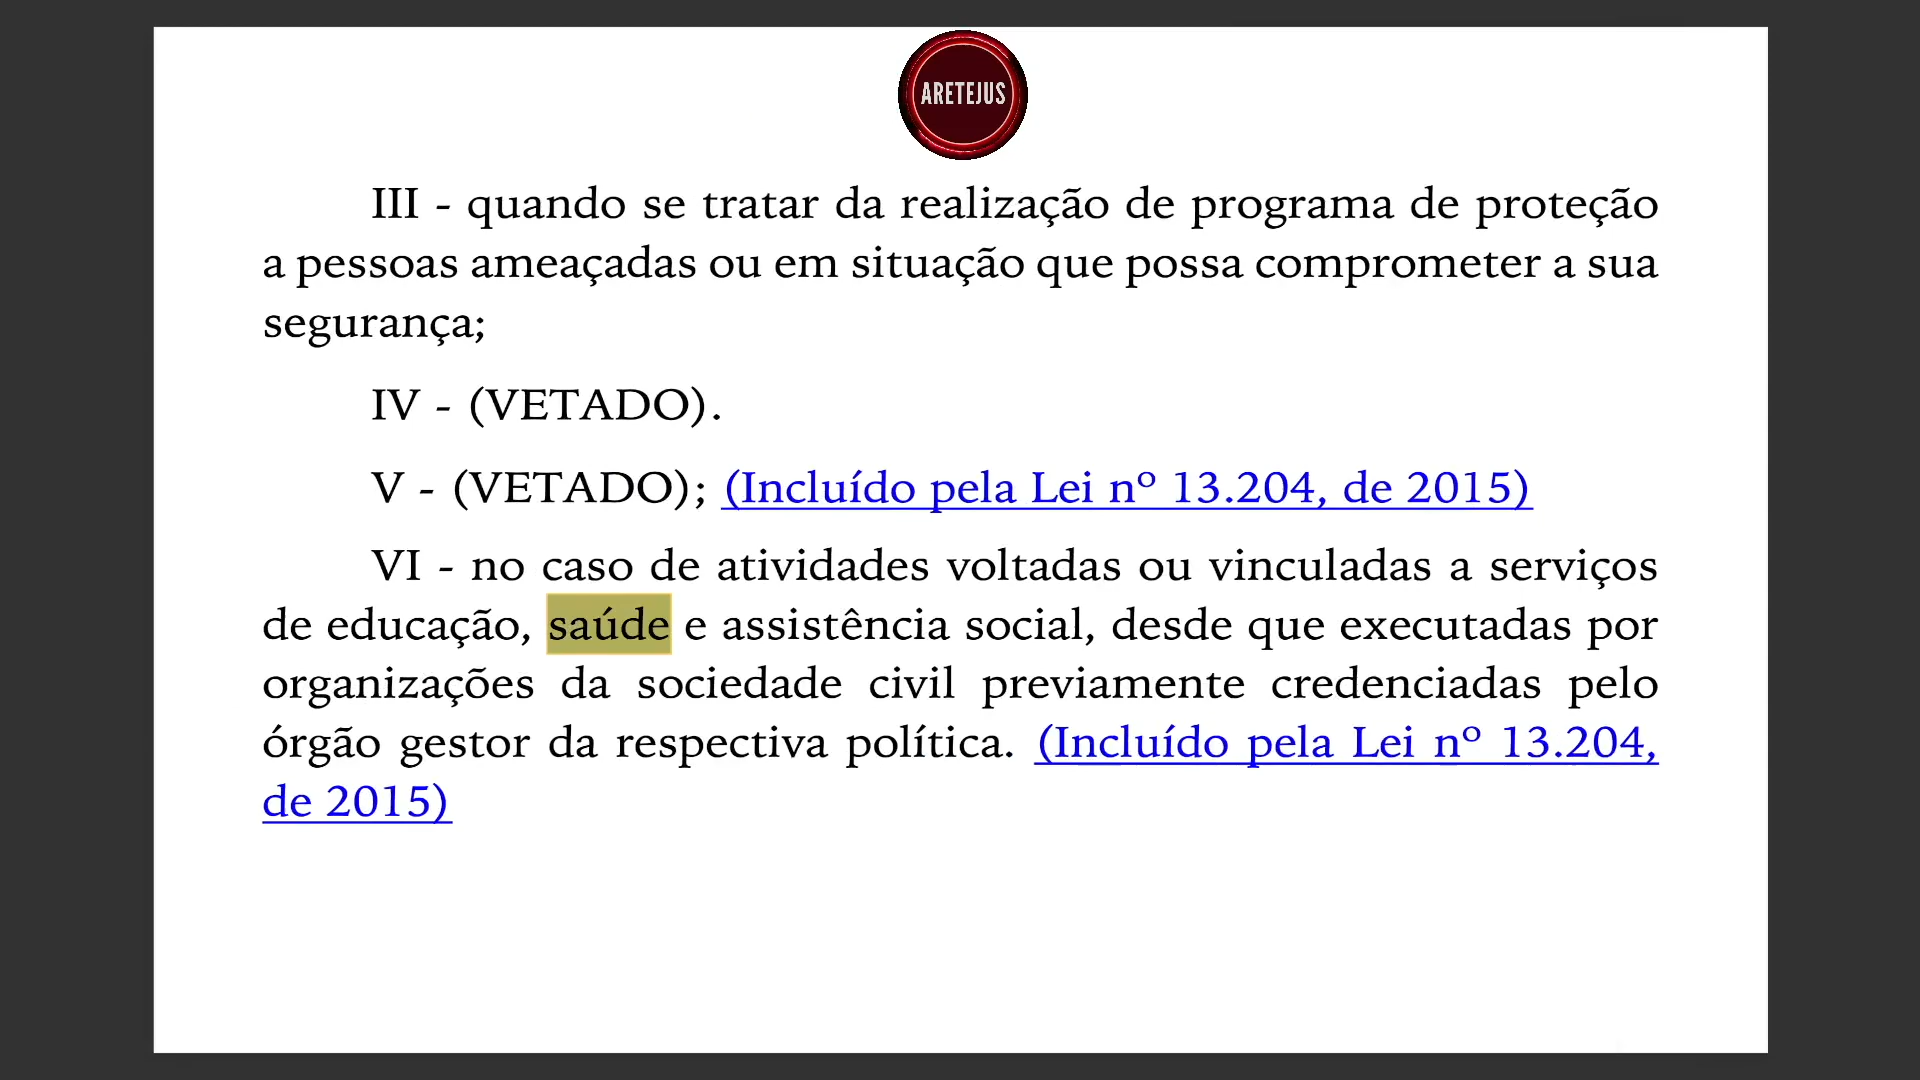 ARETEJUS
III - quando se tratar da realização de programa de proteção
a pessoas ameaçadas ou em situação que possa comprometer a sua
segurança;
IV - (VETADO).
V - (VETADO); (Incluído pela Lei nº 13.204, de 2015)
VI - no caso de atividades voltadas ou vinculadas a serviços
de educação, saúde e assistência social, desde que executadas por
organizações da sociedade civil previamente credenciadas pelo
órgão gestor da respectiva política. (Incluído pela Lei nº 13.204,
de 2015)